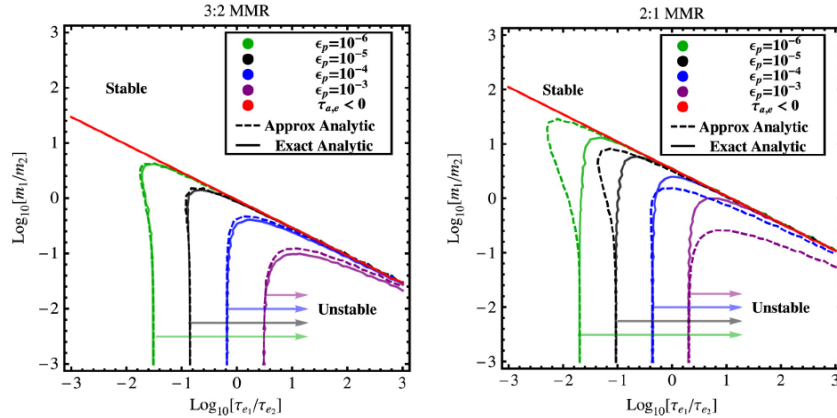 3:2 MMR
3
2
1
0
-1
-2
-3
Log₁₀[m₁/m₂]
Stable
ϵₚ=10⁻⁶
ϵₚ=10⁻⁵
ϵₚ=10⁻⁴
ϵₚ=10⁻³
τₐ,ₑ < 0
Approx Analytic
Exact Analytic
Unstable
-3 -2 -1 0 1 2 3
Log₁₀[τₑ₁/τₑ₂]
2:1 MMR
3
2
1
0
-1
-2
-3
Log₁₀[m₁/m₂]
Stable
ϵₚ=10⁻⁶
ϵₚ=10⁻⁵
ϵₚ=10⁻⁴
ϵₚ=10⁻³
τₐ,ₑ < 0
Approx Analytic
Exact Analytic
Unstable
-3 -2 -1 0 1 2 3
Log₁₀[τₑ₁/τₑ₂]